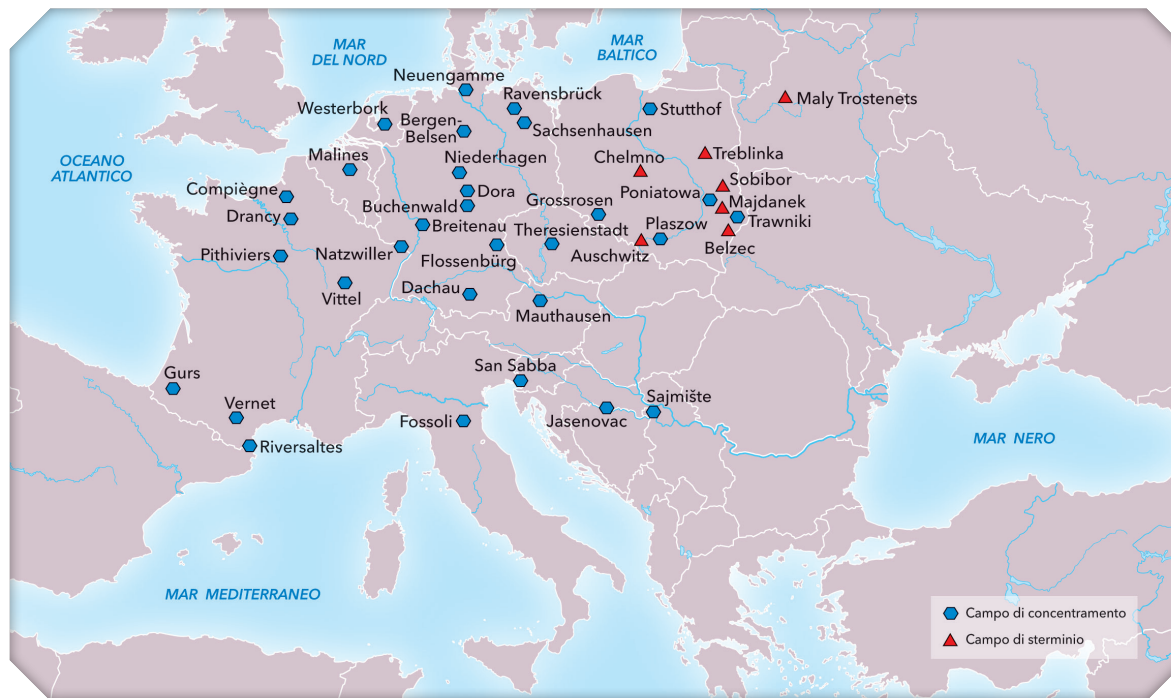 MAR
DEL NORD
MAR
BALTICO
Neuengamme
Ravensbrück
Maly Trostenets
Westerbork
Stutthof
Bergen-
Belsen
Sachsenhausen
OCEANO
ATLANTICO
Malines
Niederhagen
Chelmno
Treblinka
Compiègne
Dora
Sobibor
Poniatowa
Drancy
Buchenwald
Grossrosen
Majdanek
Breitenau
Theresienstadt
Plaszow
Trawniki
Pithiviers
Natzwiller
Flossenbürg
Auschwitz
Belzec
Vittel
Dachau
Mauthausen
Gurs
San Sabba
Vernet
Sajmište
Fossoli
Jasenovac
Riversaltes
MAR NERO
MAR MEDITERRANEO
Campo di concentramento
Campo di sterminio